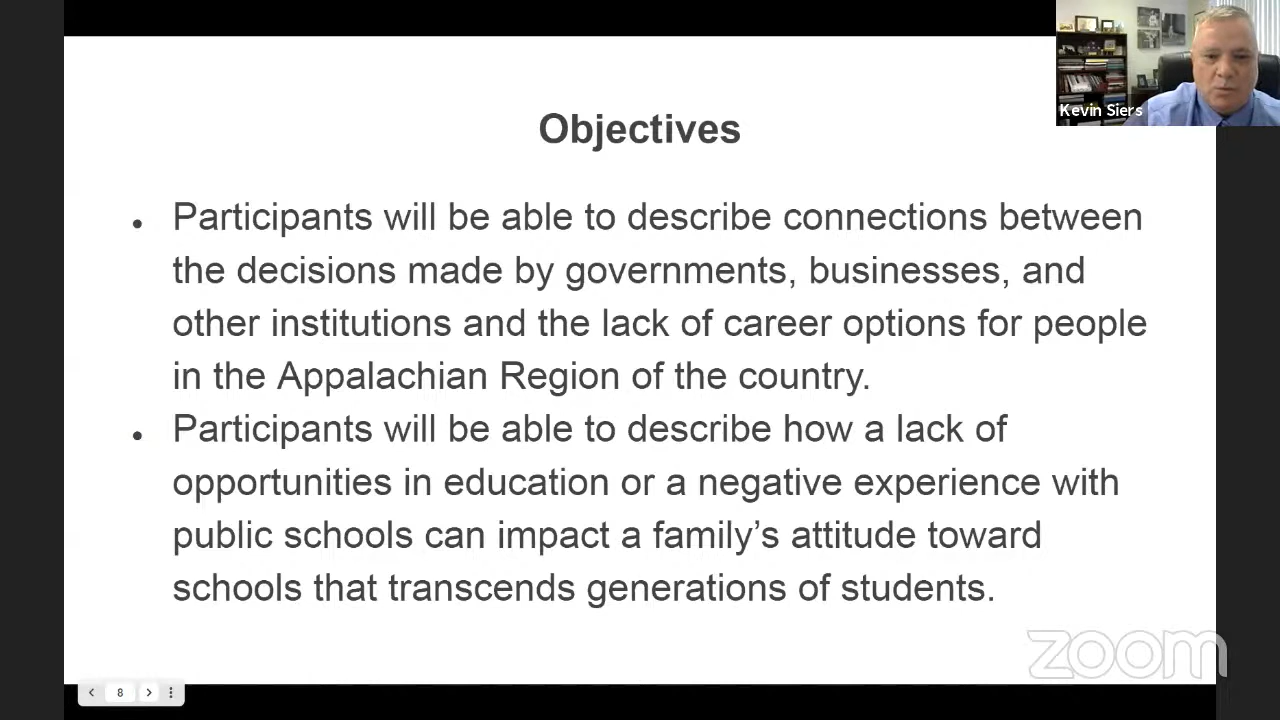 Kevin Siers
Objectives
• Participants will be able to describe connections between
the decisions made by governments, businesses, and
other institutions and the lack of career options for people
in the Appalachian Region of the country.
• Participants will be able to describe how a lack of
opportunities in education or a negative experience with
public schools can impact a family’s attitude toward
schools that transcends generations of students.
zoom
8